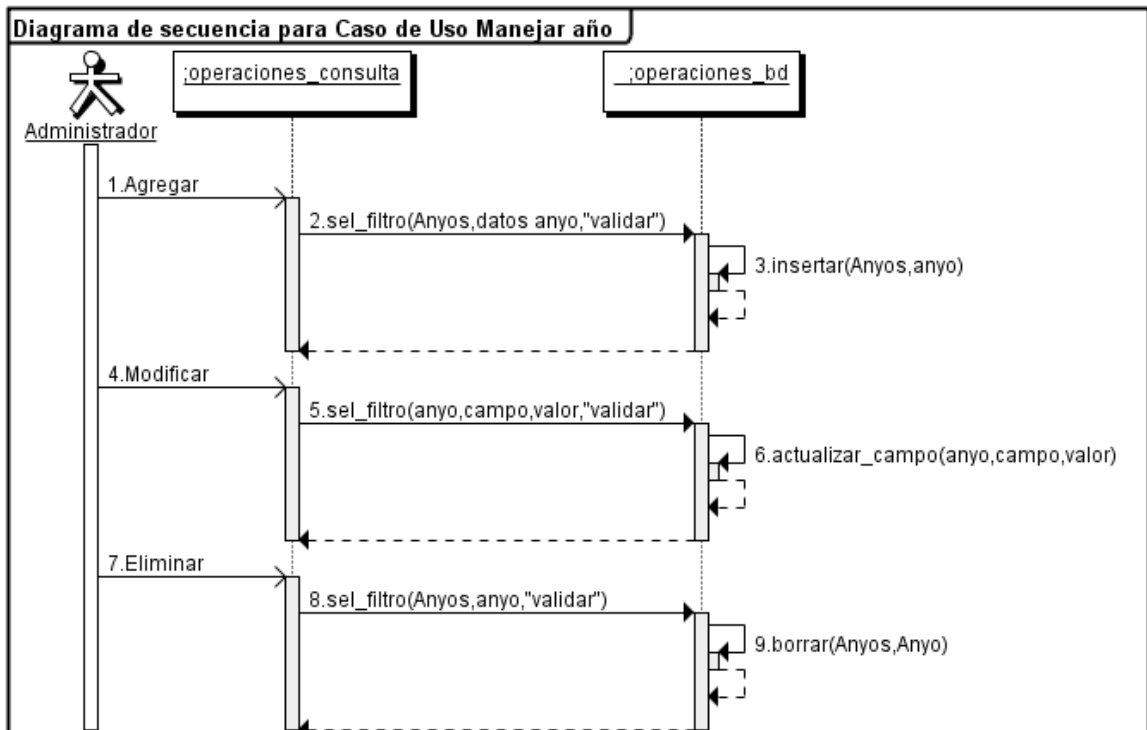 Diagrama de secuencia para Caso de Uso Manejar año
;operaciones_consulta
_;operaciones_bd
Administrador
1.Agregar
2.sel_filtro(Anyos,datos anyo,"validar")
3.insertar(Anyos,anyo)
4.Modificar
5.sel_filtro(anyo,campo,valor,"validar")
6.actualizar_campo(anyo,campo,valor)
7.Eliminar
8.sel_filtro(Anyos,anyo,"validar")
9.borrar(Anyos,Anyo)